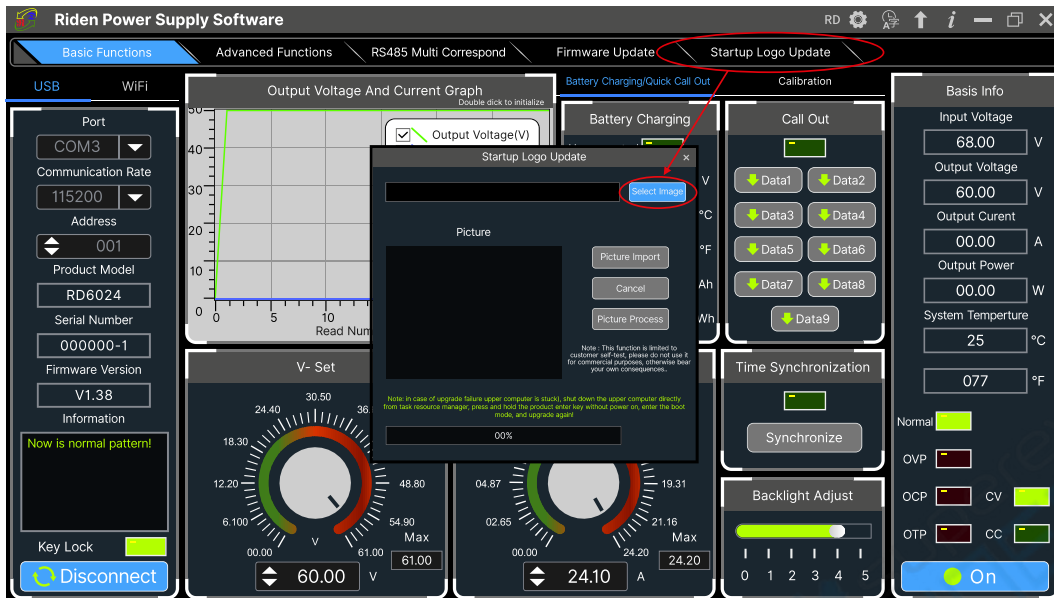 Riden Power Supply Software
RD
Basic Functions
Advanced Functions
RS485 Multi Correspond
Firmware Update
Startup Logo Update
USB
WiFi
Port
COM3
Communication Rate
115200
Address
001
Product Model
RD6024
Serial Number
000000-1
Firmware Version
V1.38
Information
Now is normal pattern!
Key Lock
Disconnect
Output Voltage And Current Graph
Double dick to initialize
Output Voltage(V)
40
30
20
10
0
0
5
10
Read Num
Battery Charging/Quick Call Out
Calibration
Battery Charging
V
°C
°F
Ah
Wh
Call Out
Data1
Data2
Data3
Data4
Data5
Data6
Data7
Data8
Data9
Startup Logo Update
×
Select Image
Picture
Picture Import
Cancel
Picture Process
Note : This function is limited to
customer self-test, please do not use it
for commercial purposes, otherwise bear
your own consequences..
Note: in case of upgrade failure upper computer is stuck), shut down the upper computer directly
from task resource manager; press and hold the product enter key without power on, enter the boot
mode, and upgrade again!
00%
V- Set
30.50
24.40
36.
18.30
12.20
48.80
6.100
54.90
V
00.00
61.00
Max
61.00
60.00
V
04.87
19.31
02.65
21.16
00.00
24.20
Max
24.20
24.10
A
Time Synchronization
Synchronize
Backlight Adjust
0 1 2 3 4 5
Basis Info
Input Voltage
68.00 V
Output Voltage
60.00 V
Output Curent
00.00 A
Output Power
00.00 W
System Temperture
25 °C
077 °F
Normal
OVP
OCP
CV
OTP
CC
On